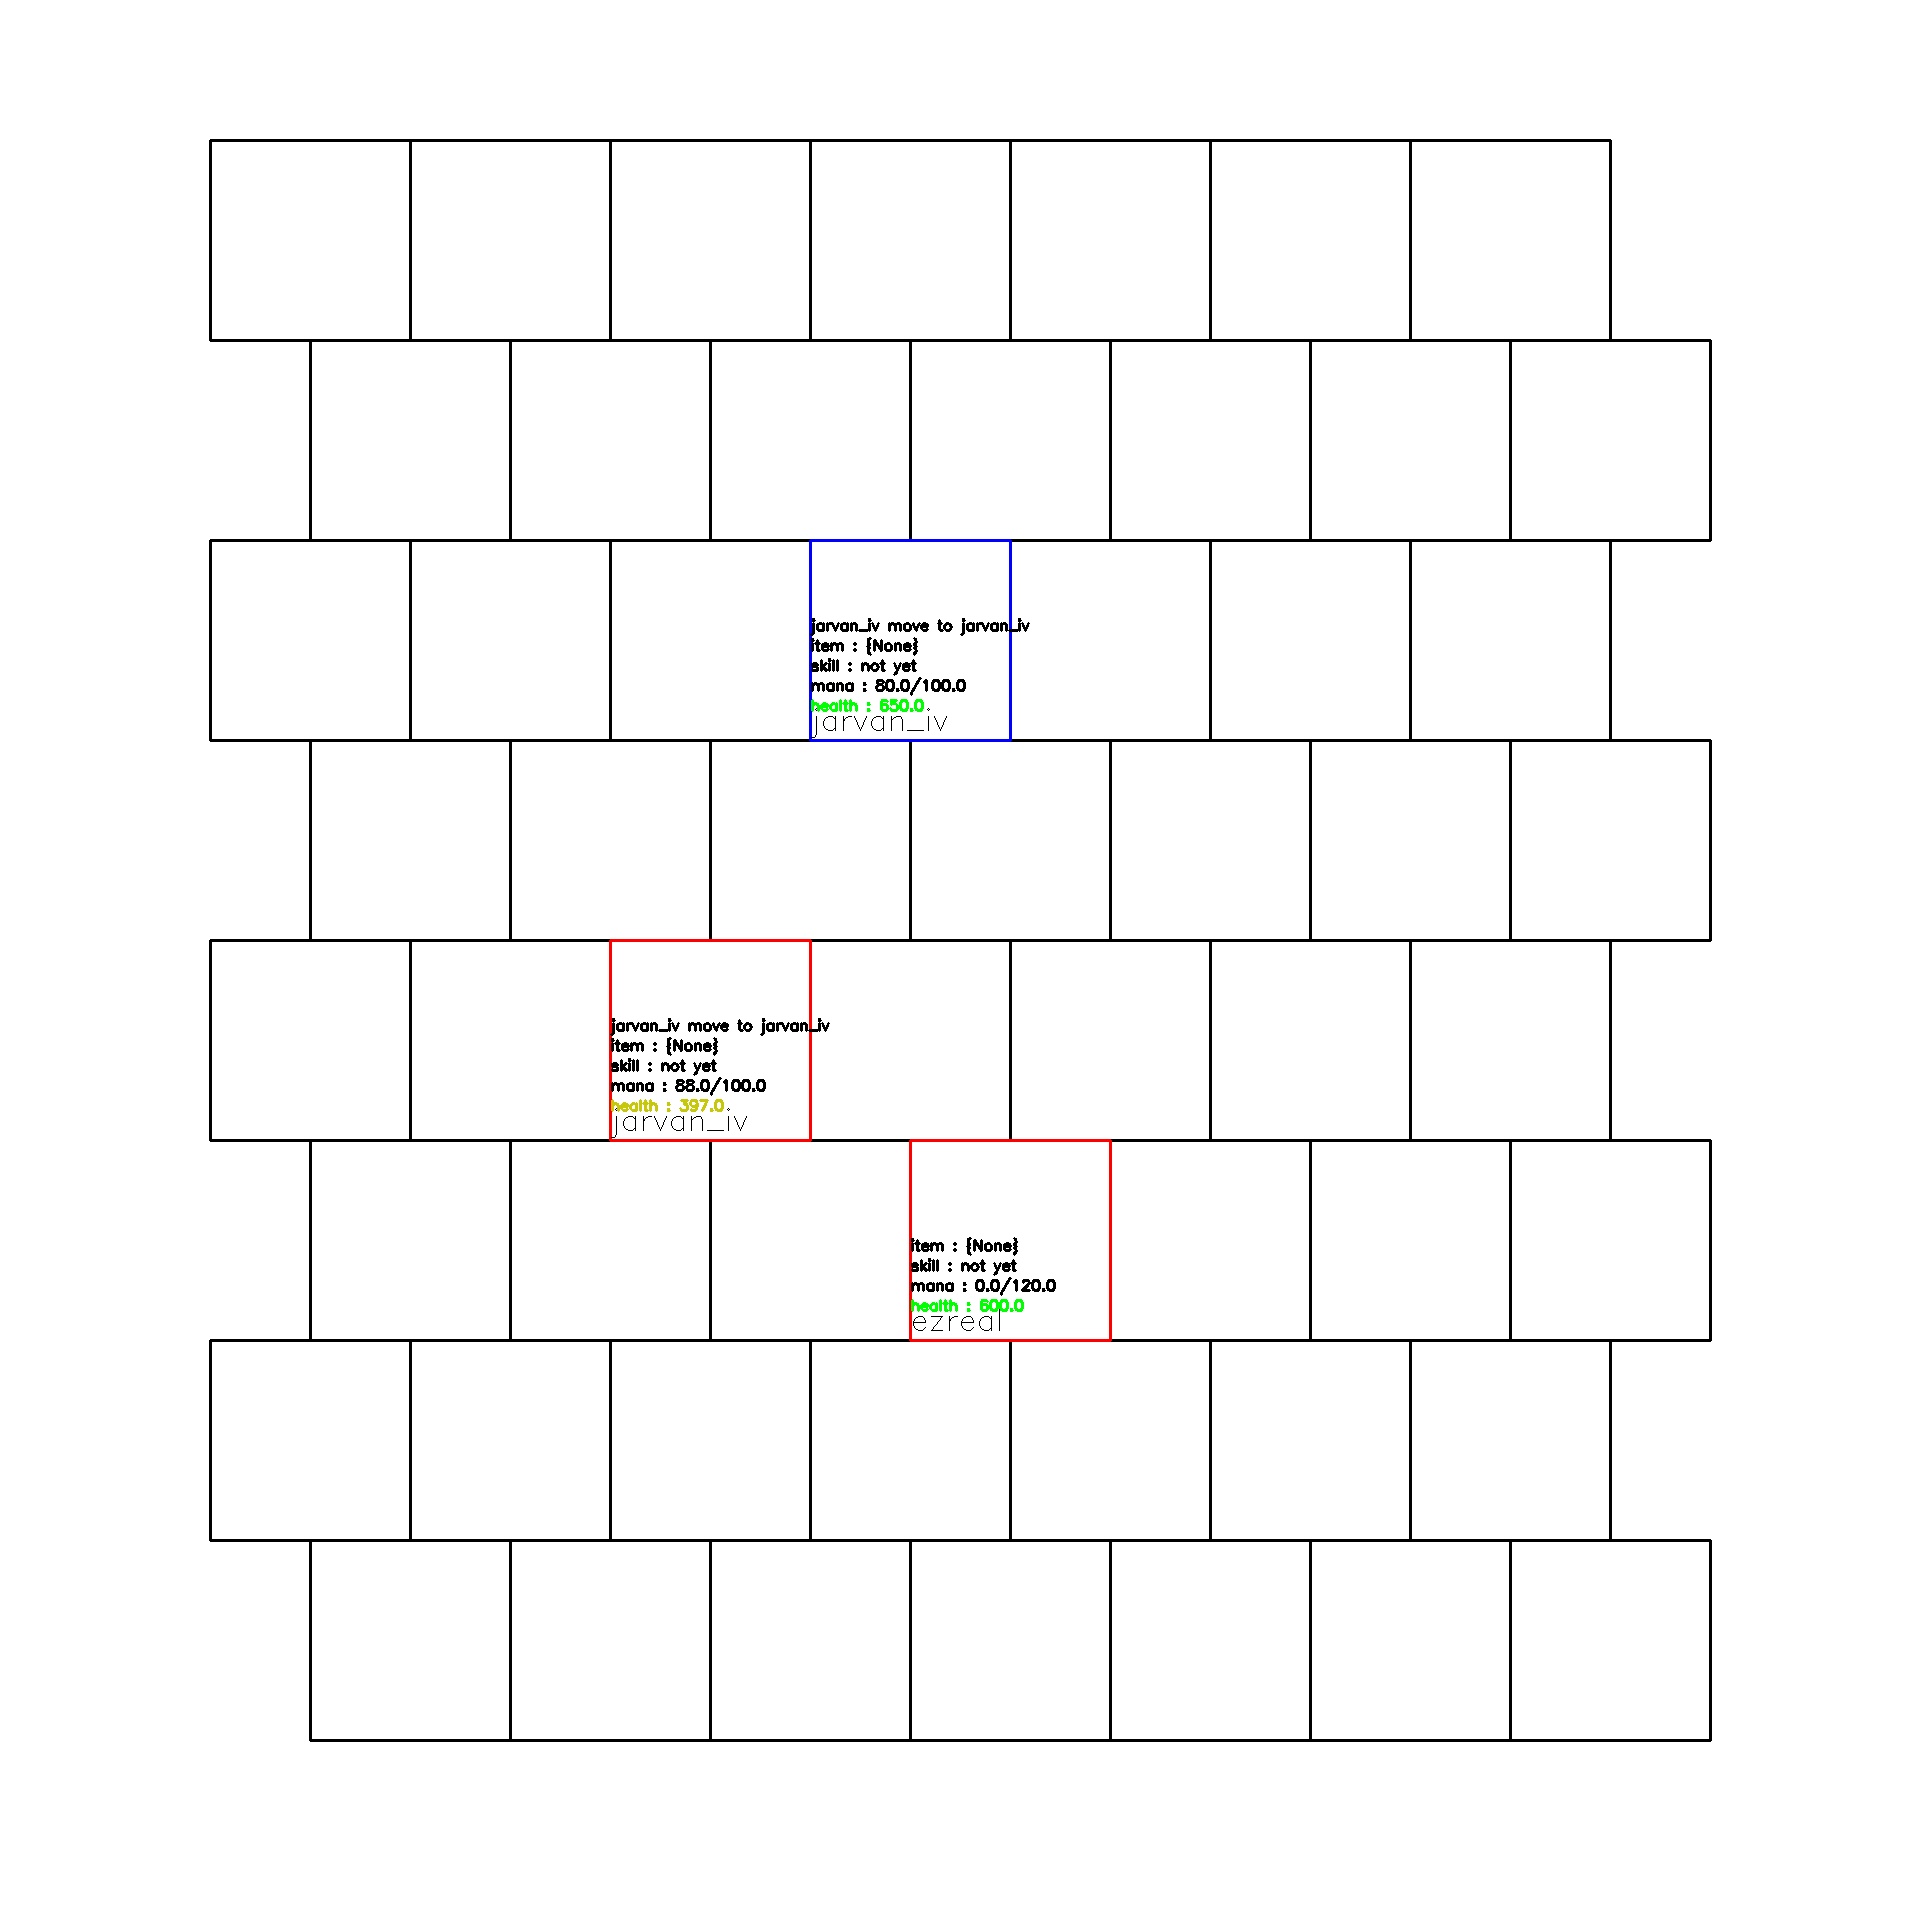 jarvan_iv move to jarvan_iv
item : {None}
skill : not yet
mana : 80.0/100.0
health : 650.0
jarvan_iv
jarvan_iv move to jarvan_iv
item : {None}
skill : not yet
mana : 88.0/100.0
health : 397.0
jarvan_iv
item : {None}
skill : not yet
mana : 0.0/120.0
health : 600.0
ezreal